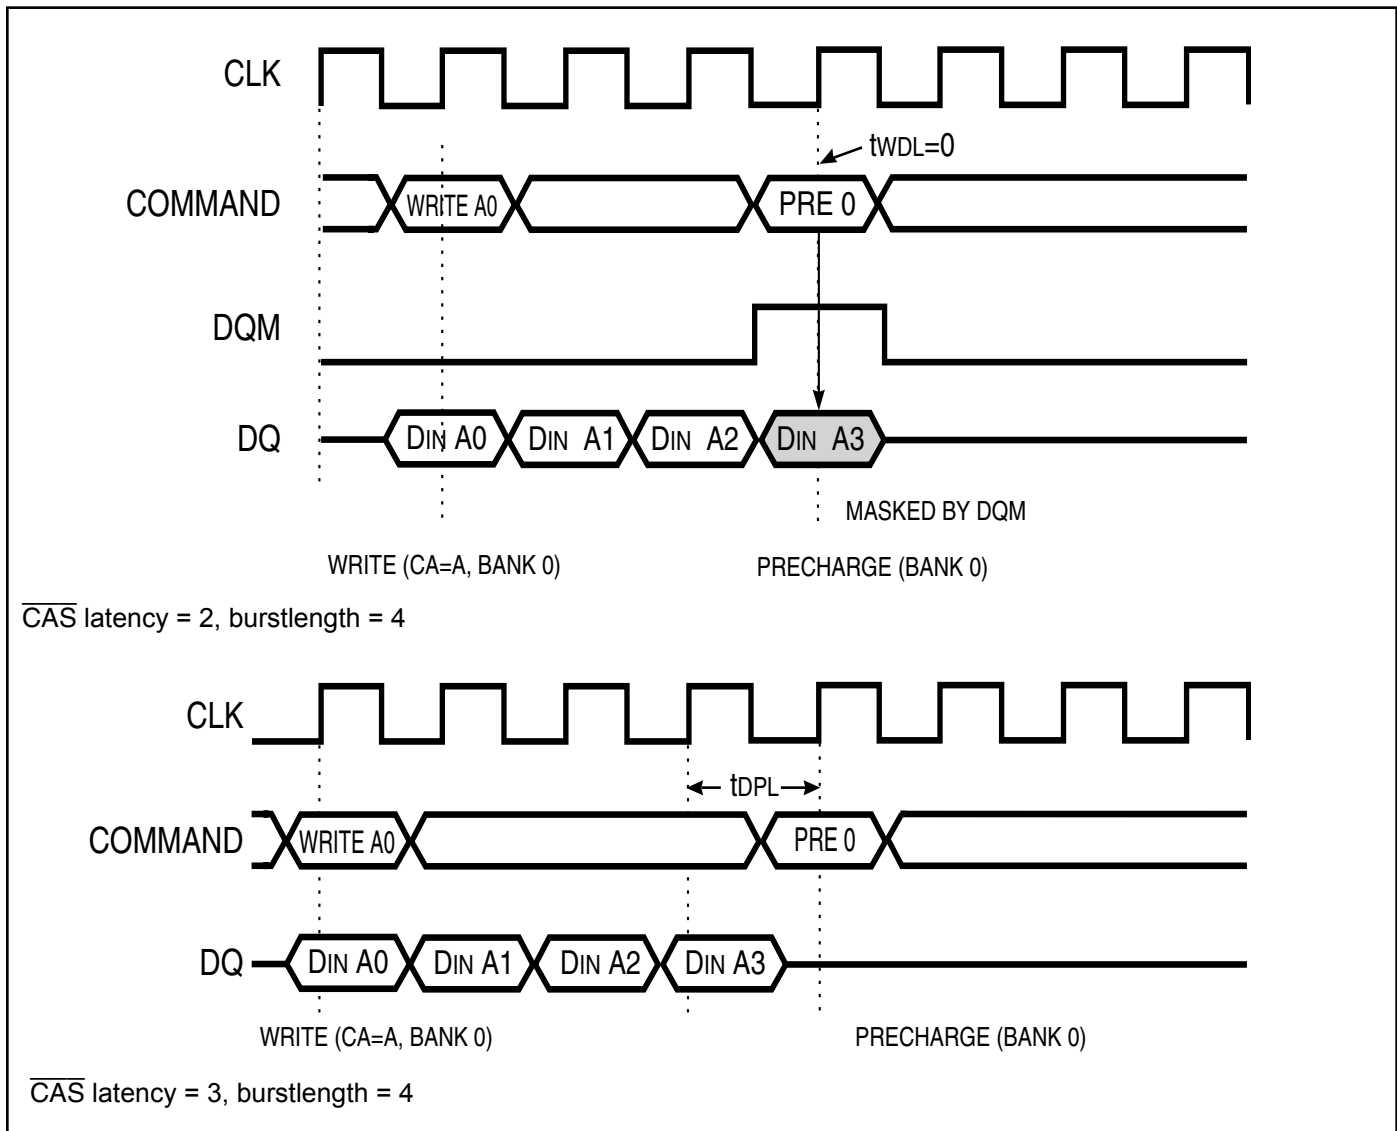 CLK
tWDL=0
COMMAND WRITE A0 PRE 0
DQM
DQ DIN A0 DIN A1 DIN A2 DIN A3
MASKED BY DQM
WRITE (CA=A, BANK 0) PRECHARGE (BANK 0)
CAS latency = 2, burstlength = 4
CLK
tDPL
COMMAND WRITE A0 PRE 0
DQ DIN A0 DIN A1 DIN A2 DIN A3
WRITE (CA=A, BANK 0) PRECHARGE (BANK 0)
CAS latency = 3, burstlength = 4